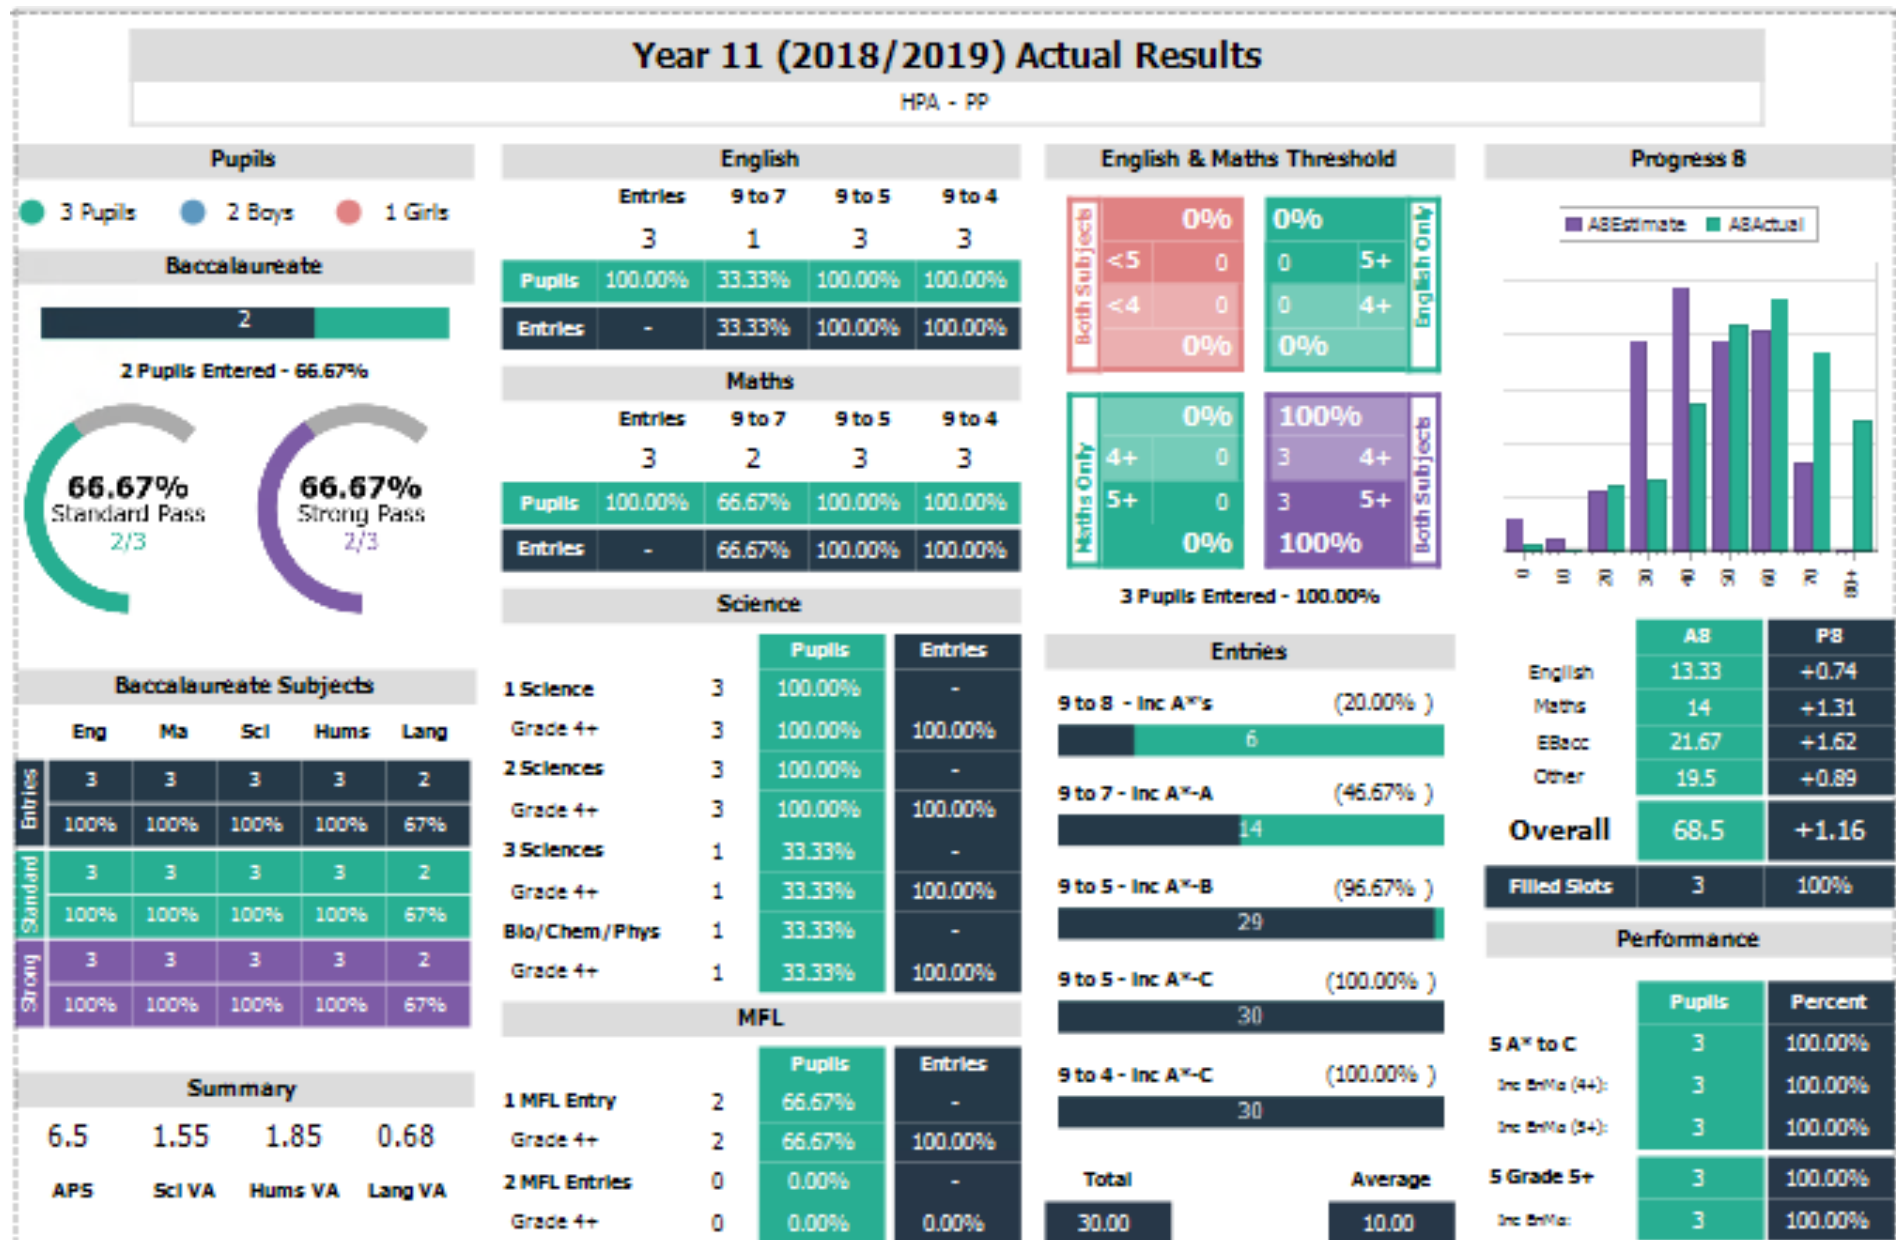 Year 11 (2018/2019) Actual Results
HPA - PP
Pupils
3 Pupils 2 Boys 1 Girls
Baccalaureate
2
2 Pupils Entered - 66.67%
66.67%
Standard Pass
2/3
66.67%
Strong Pass
2/3
Baccalaureate Subjects
Eng Ma Sci Hums Lang
Entries
3 3 3 3 2
100% 100% 100% 100% 67%
Standard
3 3 3 3 2
100% 100% 100% 100% 67%
Strong
3 3 3 3 2
100% 100% 100% 100% 67%
Summary
6.5 1.55 1.85 0.68
APS Sci VA Hums VA Lang VA
English
Entries 9 to 7 9 to 5 9 to 4
3 1 3 3
Pupils 100.00% 33.33% 100.00% 100.00%
Entries - 33.33% 100.00% 100.00%
Maths
Entries 9 to 7 9 to 5 9 to 4
3 2 3 3
Pupils 100.00% 66.67% 100.00% 100.00%
Entries - 66.67% 100.00% 100.00%
Science
Pupils Entries
1 Science 3 100.00% -
Grade 4+ 3 100.00% 100.00%
2 Sciences 3 100.00% -
Grade 4+ 3 100.00% 100.00%
3 Sciences 1 33.33% -
Grade 4+ 1 33.33% 100.00%
Bio/Chem/Phys 1 33.33% -
Grade 4+ 1 33.33% 100.00%
MFL
Pupils Entries
1 MFL Entry 2 66.67% -
Grade 4+ 2 66.67% 100.00%
2 MFL Entries 0 0.00% -
Grade 4+ 0 0.00% 0.00%
English & Maths Threshold
Both Subjects
0%
<5 0
<4 0
0%
English Only
0%
0 5+
0 4+
0%
Maths Only
0%
4+ 0
5+ 0
0%
Both Subjects
100%
3 4+
3 5+
100%
3 Pupils Entered - 100.00%
Entries
9 to 8 - inc A*'s (20.00% )
6
9 to 7 - inc A*-A (46.67% )
14
9 to 5 - inc A*-B (96.67% )
29
9 to 5 - inc A*-C (100.00% )
30
9 to 4 - inc A*-C (100.00% )
30
Total Average
30.00 10.00
Progress 8
A8Estimate A8Actual
0 10 20 30 40 50 60 70 80+
A8 P8
English 13.33 +0.74
Maths 14 +1.31
EBacc 21.67 +1.62
Other 19.5 +0.89
Overall 68.5 +1.16
Filled Slots 3 100%
Performance
Pupils Percent
5 A* to C 3 100.00%
Inc EnMa (4+): 3 100.00%
Inc EnMa (5+): 3 100.00%
5 Grade 5+ 3 100.00%
Inc EnMa: 3 100.00%